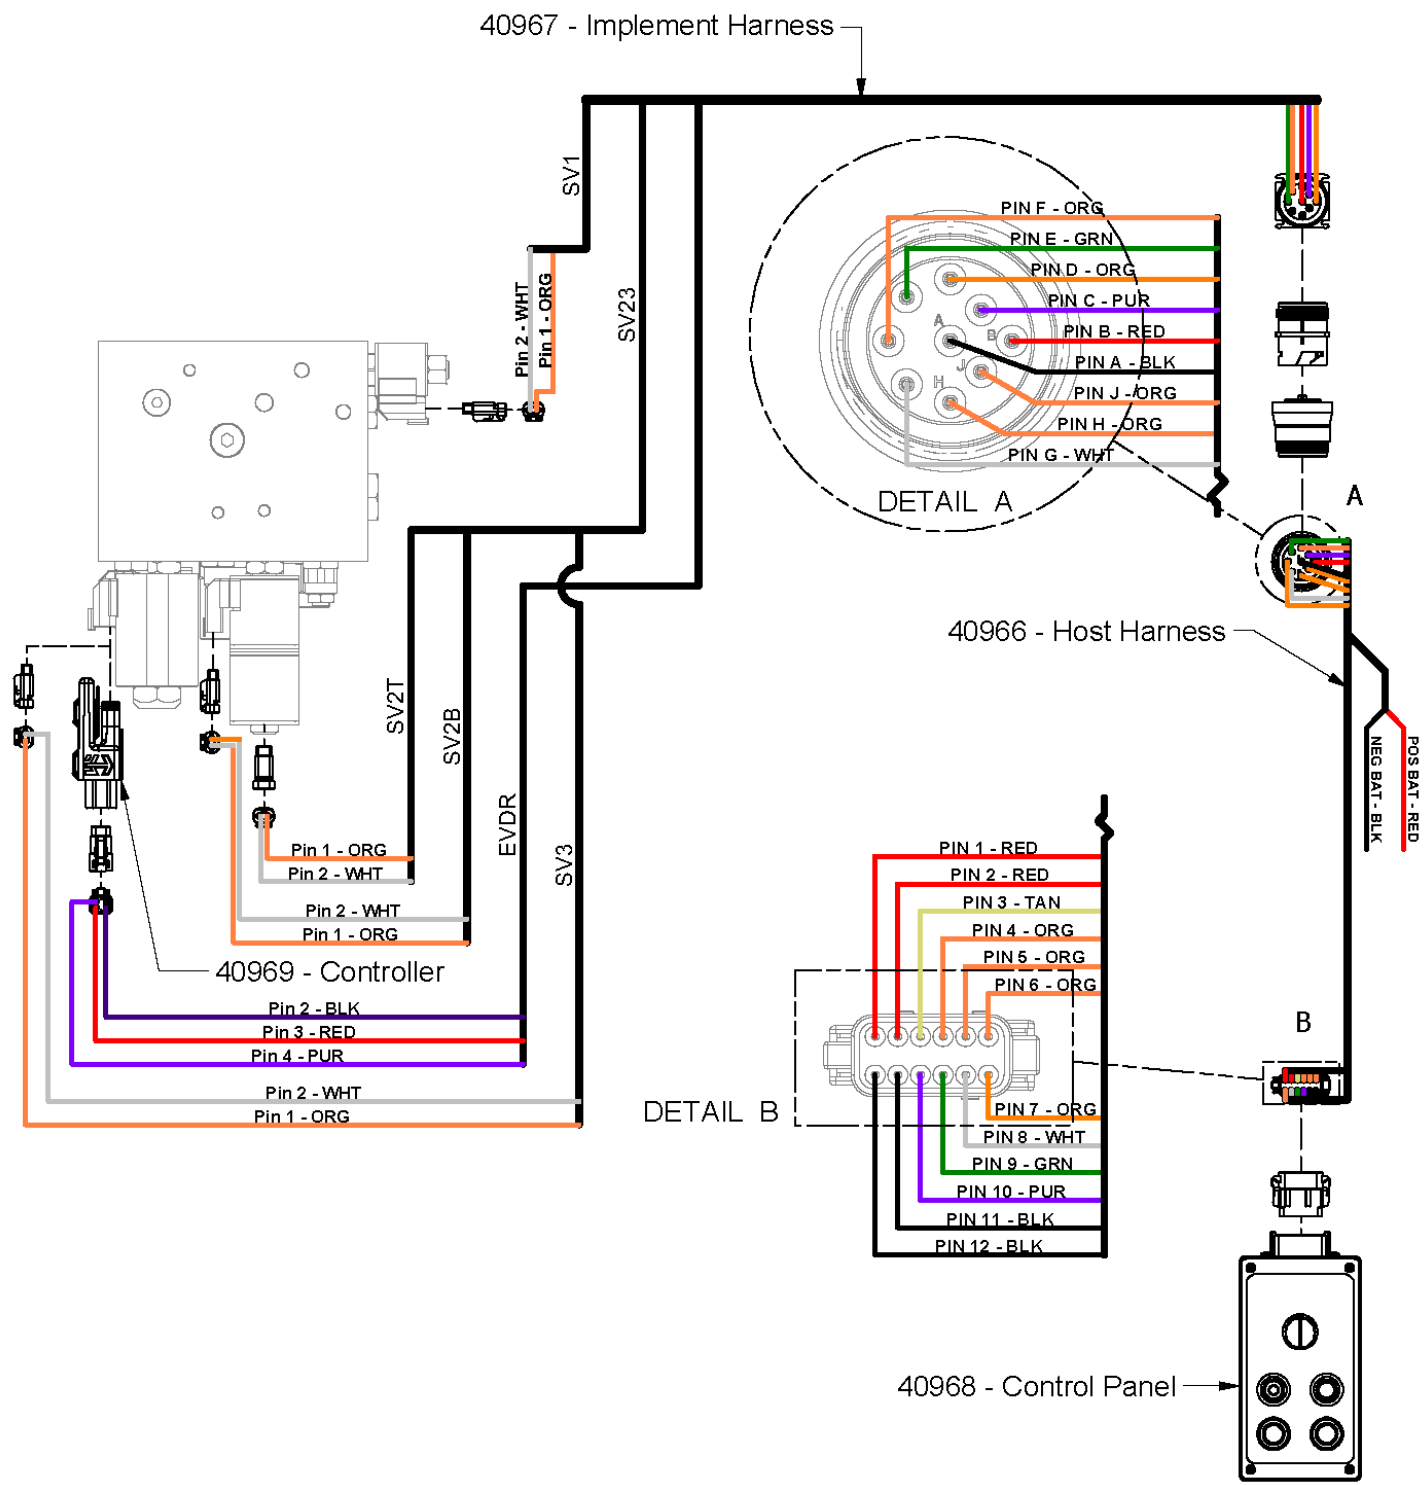 40967 - Implement Harness
SV1
SV23
Pin 2 - WHT
Pin 1 - ORG
PIN F - ORG
PIN E - GRN
PIN D - ORG
PIN C - PUR
PIN B - RED
PIN A - BLK
PIN J - ORG
PIN H - ORG
PIN G - WHT
A
B
J
H
DETAIL A
A
40966 - Host Harness
POS BAT - RED
NEG BAT - BLK
SV2T
SV2B
EVDR
SV3
Pin 1 - ORG
Pin 2 - WHT
Pin 2 - WHT
Pin 1 - ORG
40969 - Controller
Pin 2 - BLK
Pin 3 - RED
Pin 4 - PUR
Pin 2 - WHT
Pin 1 - ORG
PIN 1 - RED
PIN 2 - RED
PIN 3 - TAN
PIN 4 - ORG
PIN 5 - ORG
PIN 6 - ORG
B
DETAIL B
PIN 7 - ORG
PIN 8 - WHT
PIN 9 - GRN
PIN 10 - PUR
PIN 11 - BLK
PIN 12 - BLK
40968 - Control Panel